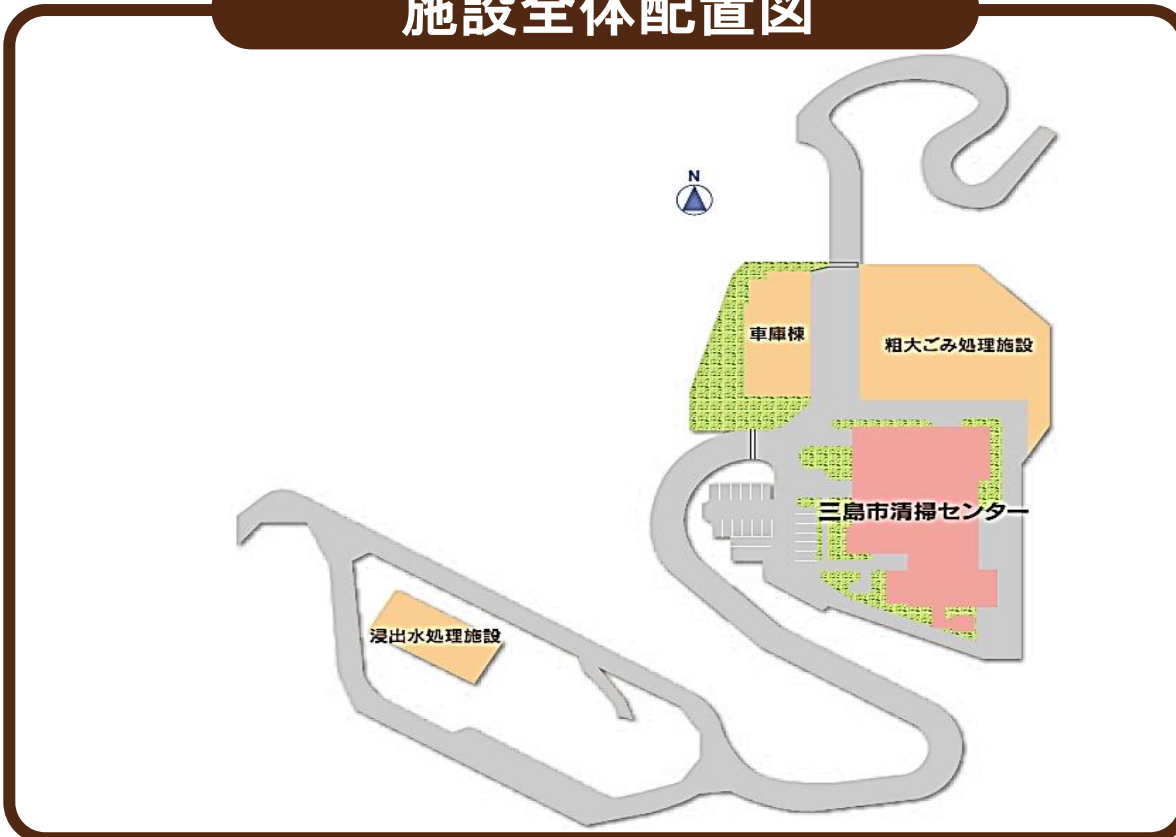 施設全体配置図
N
車庫棟
粗大ごみ処理施設
三島市清掃センター
浸出水処理施設